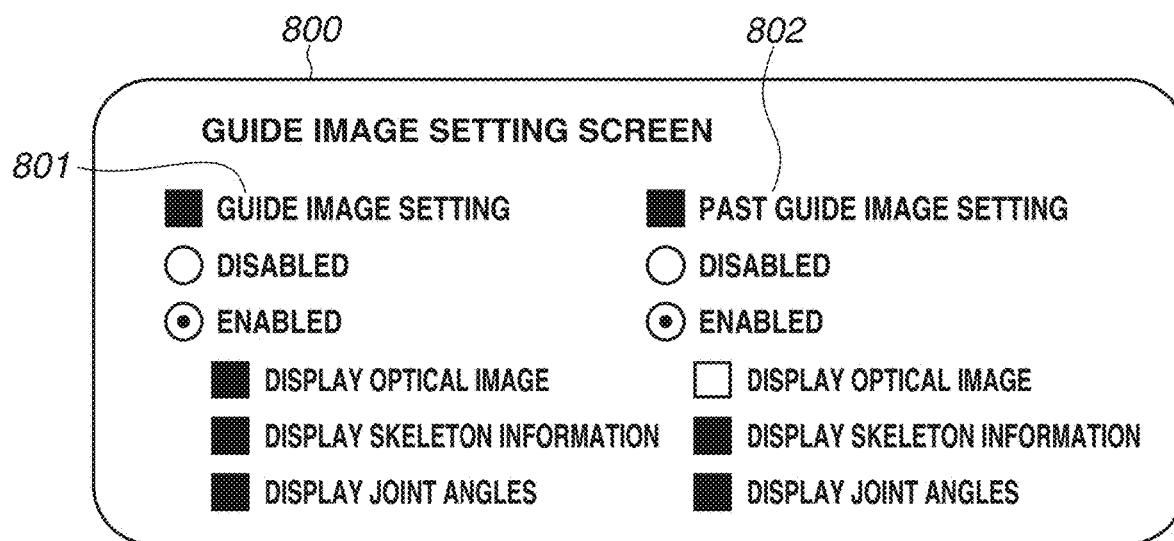 800
802
GUIDE IMAGE SETTING SCREEN
801
GUIDE IMAGE SETTING
PAST GUIDE IMAGE SETTING
DISABLED
DISABLED
ENABLED
ENABLED
DISPLAY OPTICAL IMAGE
DISPLAY OPTICAL IMAGE
DISPLAY SKELETON INFORMATION
DISPLAY SKELETON INFORMATION
DISPLAY JOINT ANGLES
DISPLAY JOINT ANGLES